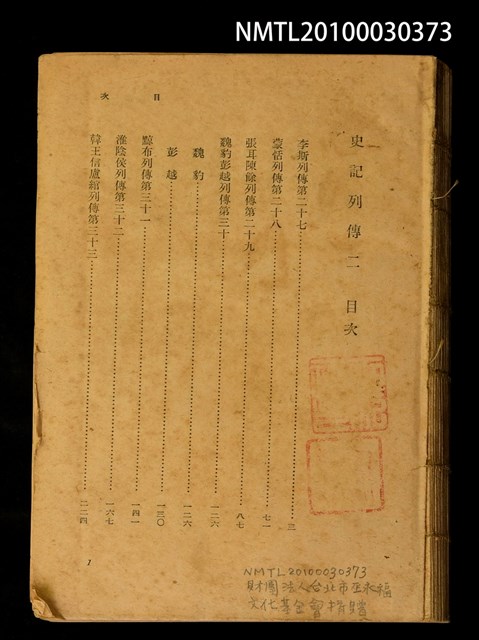 NMTL20100030373
史記列傳二 目次
李斯列傳第二十七 三
蒙恬列傳第二十八 七一
張耳陳餘列傳第二十九 八七
魏豹彭越列傳第三十 一二六
魏豹 一二六
彭越 一三〇
黥布列傳第三十一 一四一
淮陰侯列傳第三十二 一六七
韓王信盧綰列傳第三十三 二二四
目次
1
NMTL20100030373
財團法人台北市巫永福
文化基金會捐贈